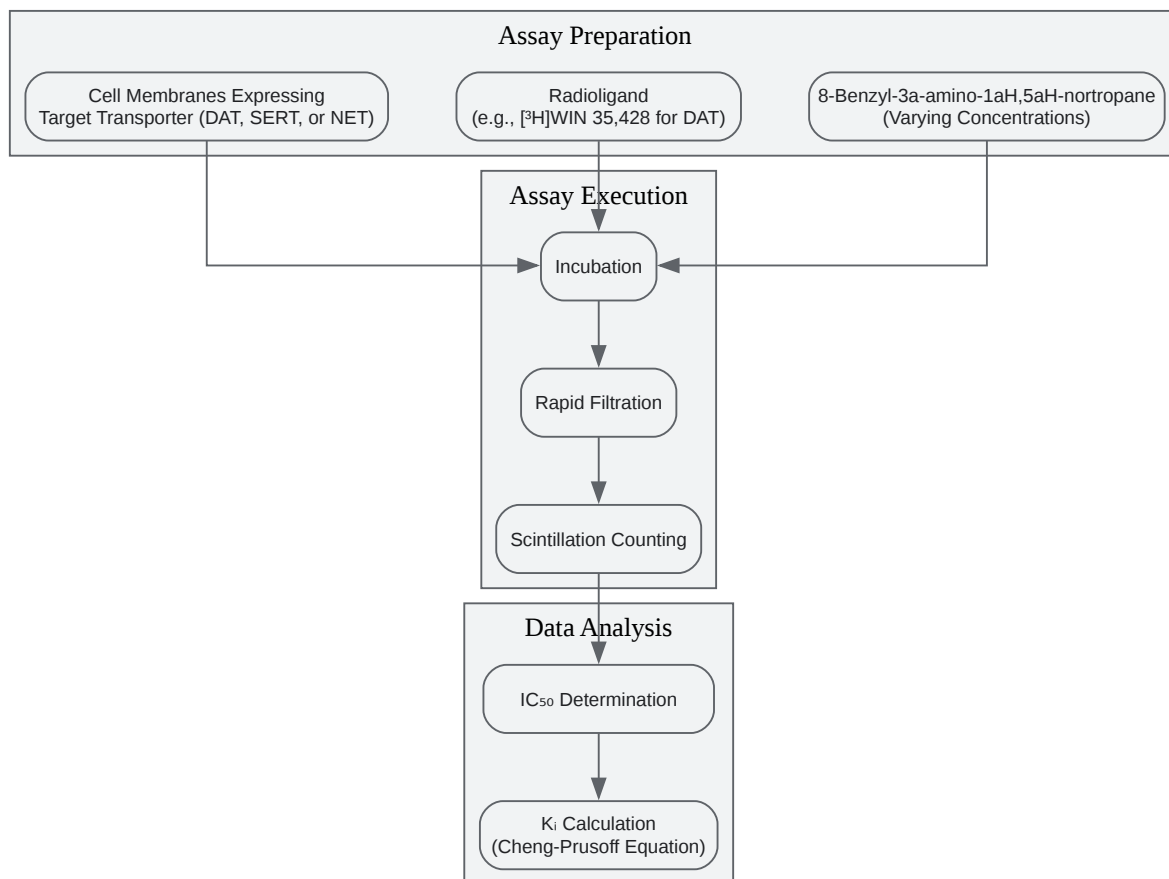 Assay Preparation
Cell Membranes Expressing
Target Transporter (DAT, SERT, or NET)
Radioligand
(e.g., [³H]WIN 35,428 for DAT)
8-Benzyl-3a-amino-1aH,5aH-nortropane
(Varying Concentrations)
Assay Execution
Incubation
Rapid Filtration
Scintillation Counting
Data Analysis
IC₅₀ Determination
Kᵢ Calculation
(Cheng-Prusoff Equation)